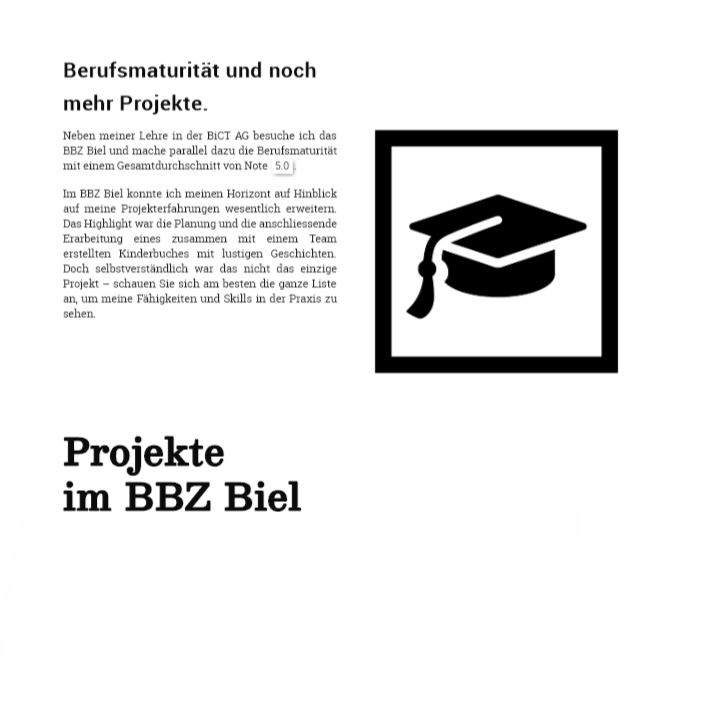 Berufsmaturität und noch
mehr Projekte.
Neben meiner Lehre in der BiCT AG besuche ich das
BBZ Biel und mache parallel dazu die Berufsmaturität
mit einem Gesamtdurchschnitt von Note 5.0 .
Im BBZ Biel konnte ich meinen Horizont auf Hinblick
auf meine Projekterfahrungen wesentlich erweitern.
Das Highlight war die Planung und die anschliessende
Erarbeitung eines zusammen mit einem Team
erstellten Kinderbuches mit lustigen Geschichten.
Doch selbstverständlich war das nicht das einzige
Projekt – schauen Sie sich am besten die ganze Liste
an, um meine Fähigkeiten und Skills in der Praxis zu
sehen.
Projekte
im BBZ Biel